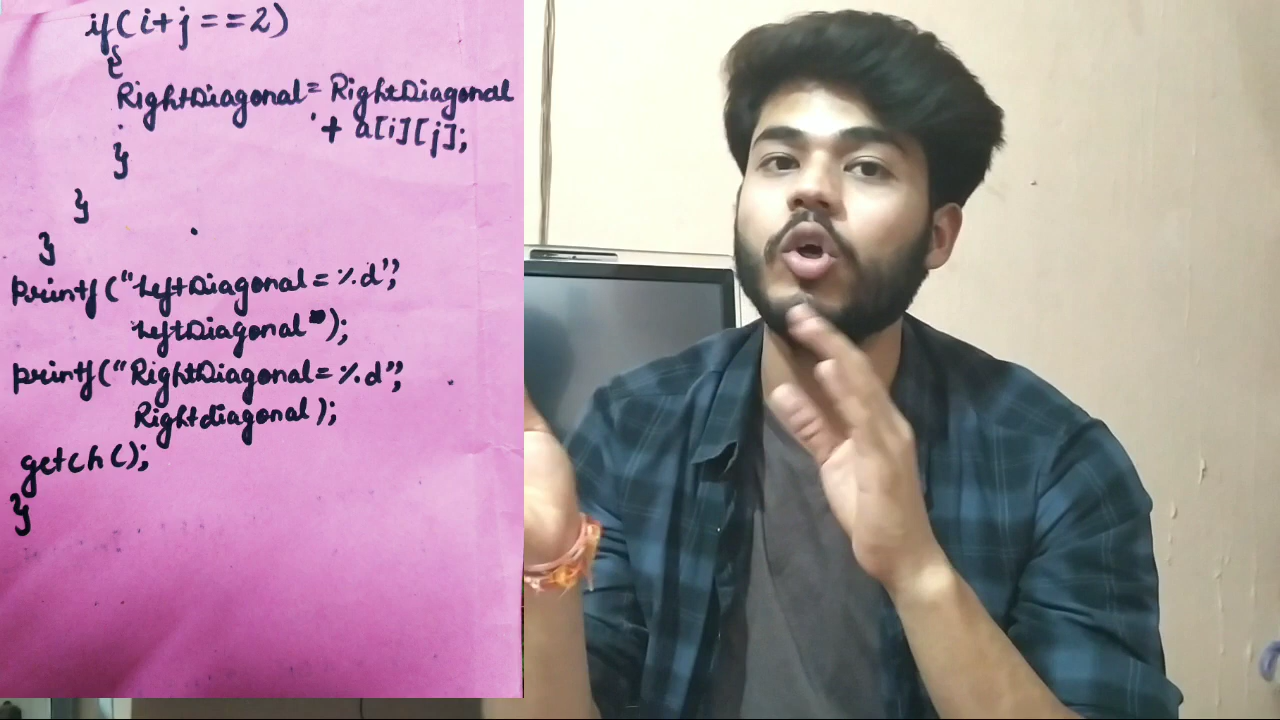 if(i+j==2)
{
RightDiagonal= RightDiagonal
+ a[i][j];
}
}
}
printf("LeftDiagonal=%d",
LeftDiagonal);
printf("RightDiagonal=%d",
Rightdiagonal);
getch();
}